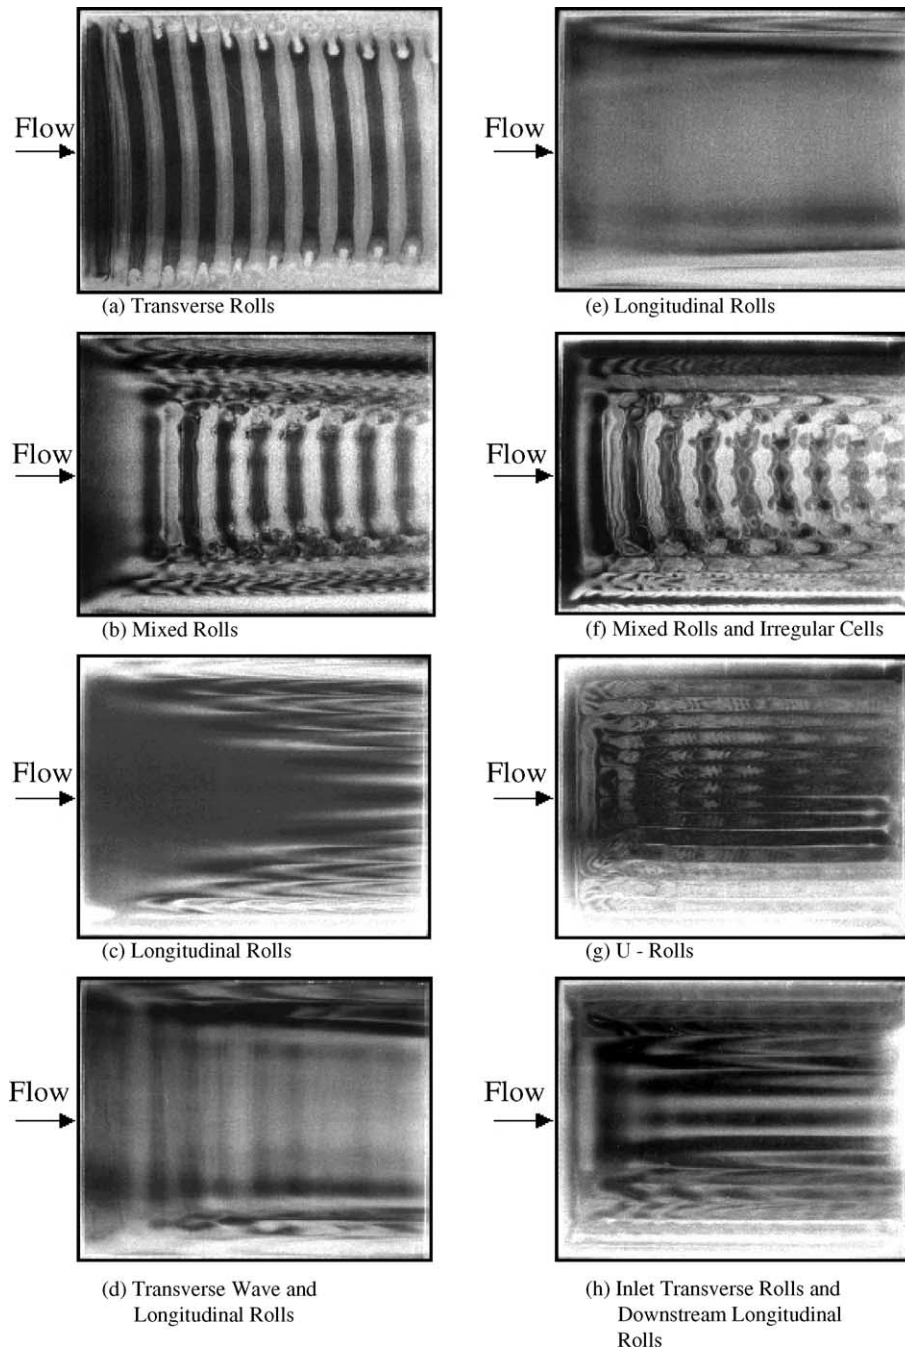 Flow
(a) Transverse Rolls
Flow
(b) Mixed Rolls
Flow
(c) Longitudinal Rolls
Flow
(d) Transverse Wave and
Longitudinal Rolls
Flow
(e) Longitudinal Rolls
Flow
(f) Mixed Rolls and Irregular Cells
Flow
(g) U - Rolls
Flow
(h) Inlet Transverse Rolls and
Downstream Longitudinal
Rolls